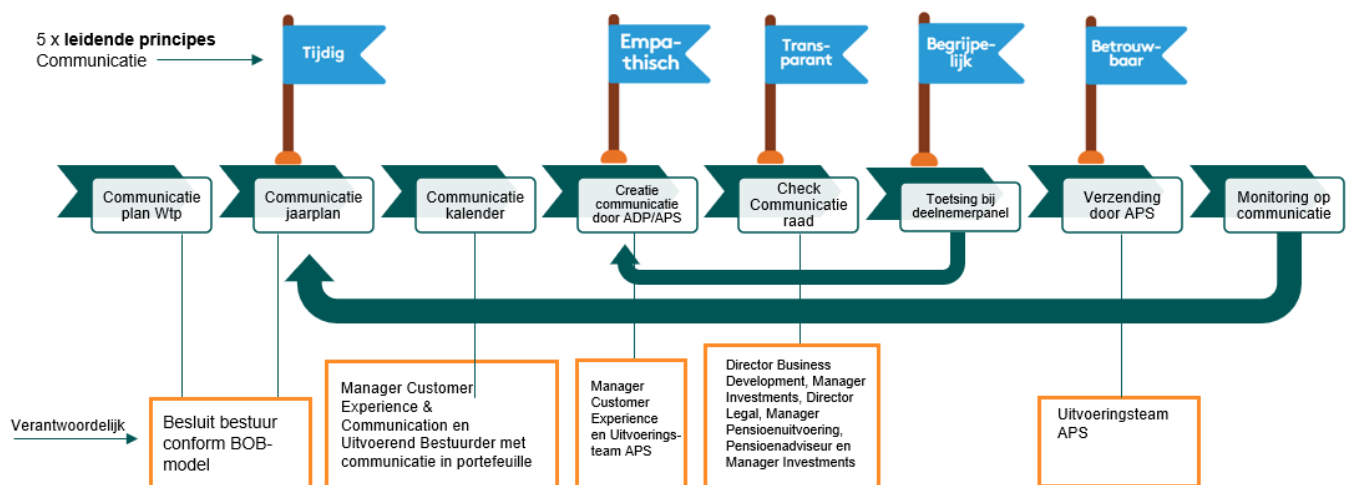 5 x leidende principes
Communicatie
Tijdig
Empa-
thisch
Trans-
parant
Begrijpe-
lijk
Betrouw-
baar
Communicatie
plan Wtp
Communicatie
jaarplan
Communicatie
kalender
Creatie
communicatie
door ADP/APS
Check
Communicatie
raad
Toetsing bij
deelnemerpanel
Verzending
door APS
Monitoring op
communicatie
Verantwoordelijk
Besluit bestuur
conform BOB-
model
Manager Customer
Experience &
Communication en
Uitvoerend Bestuurder met
communicatie in portefeuille
Manager
Customer
Experience
en Uitvoerings-
team APS
Director Business
Development, Manager
Investments, Director
Legal, Manager
Pensioenuitvoering,
Pensioenadviseur en
Manager Investments
Uitvoeringsteam
APS